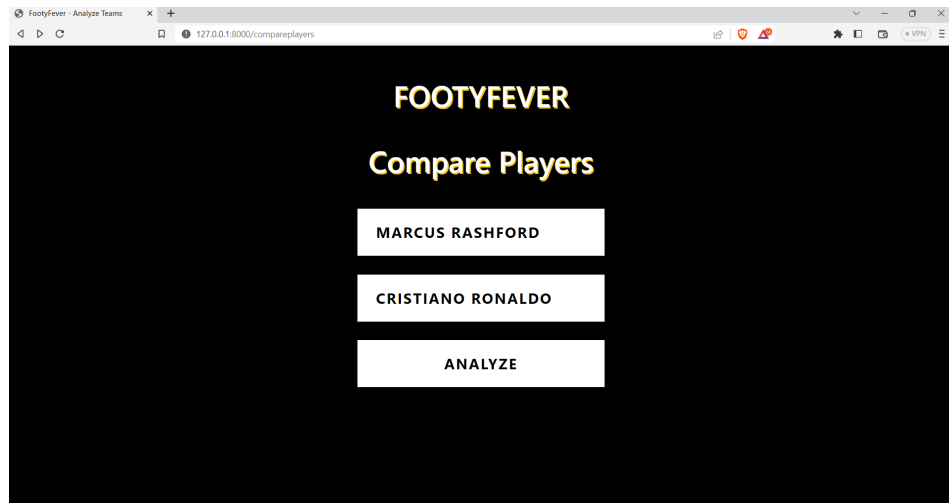 FootyFever - Analyze Teams
127.0.0.1:8000/compareplayers
VPN
FOOTYFEVER
Compare Players
MARCUS RASHFORD
CRISTIANO RONALDO
ANALYZE